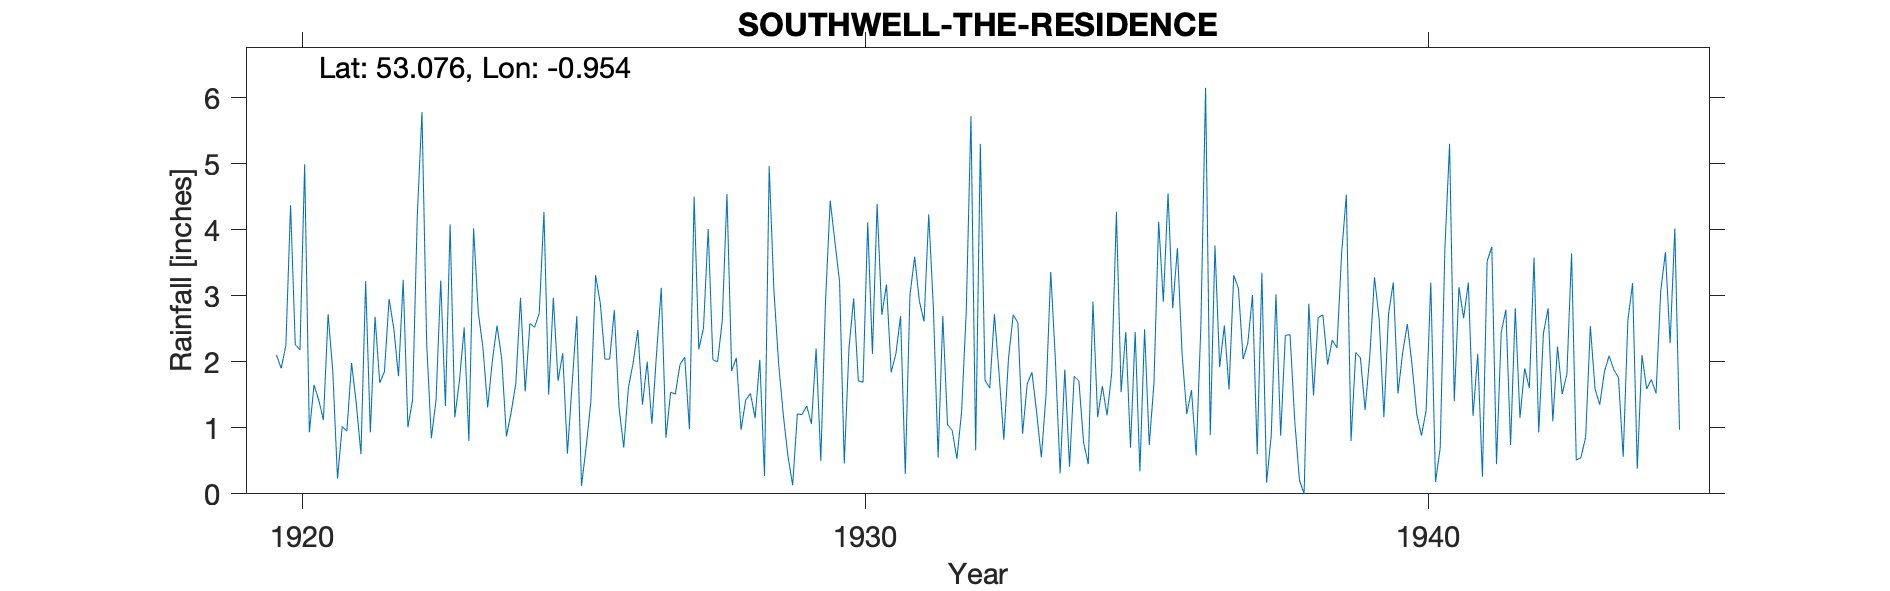 SOUTHWELL-THE-RESIDENCE
Lat: 53.076, Lon: -0.954
6
5
4
3
2
1
0
Rainfall [inches]
1920 1930 1940
Year